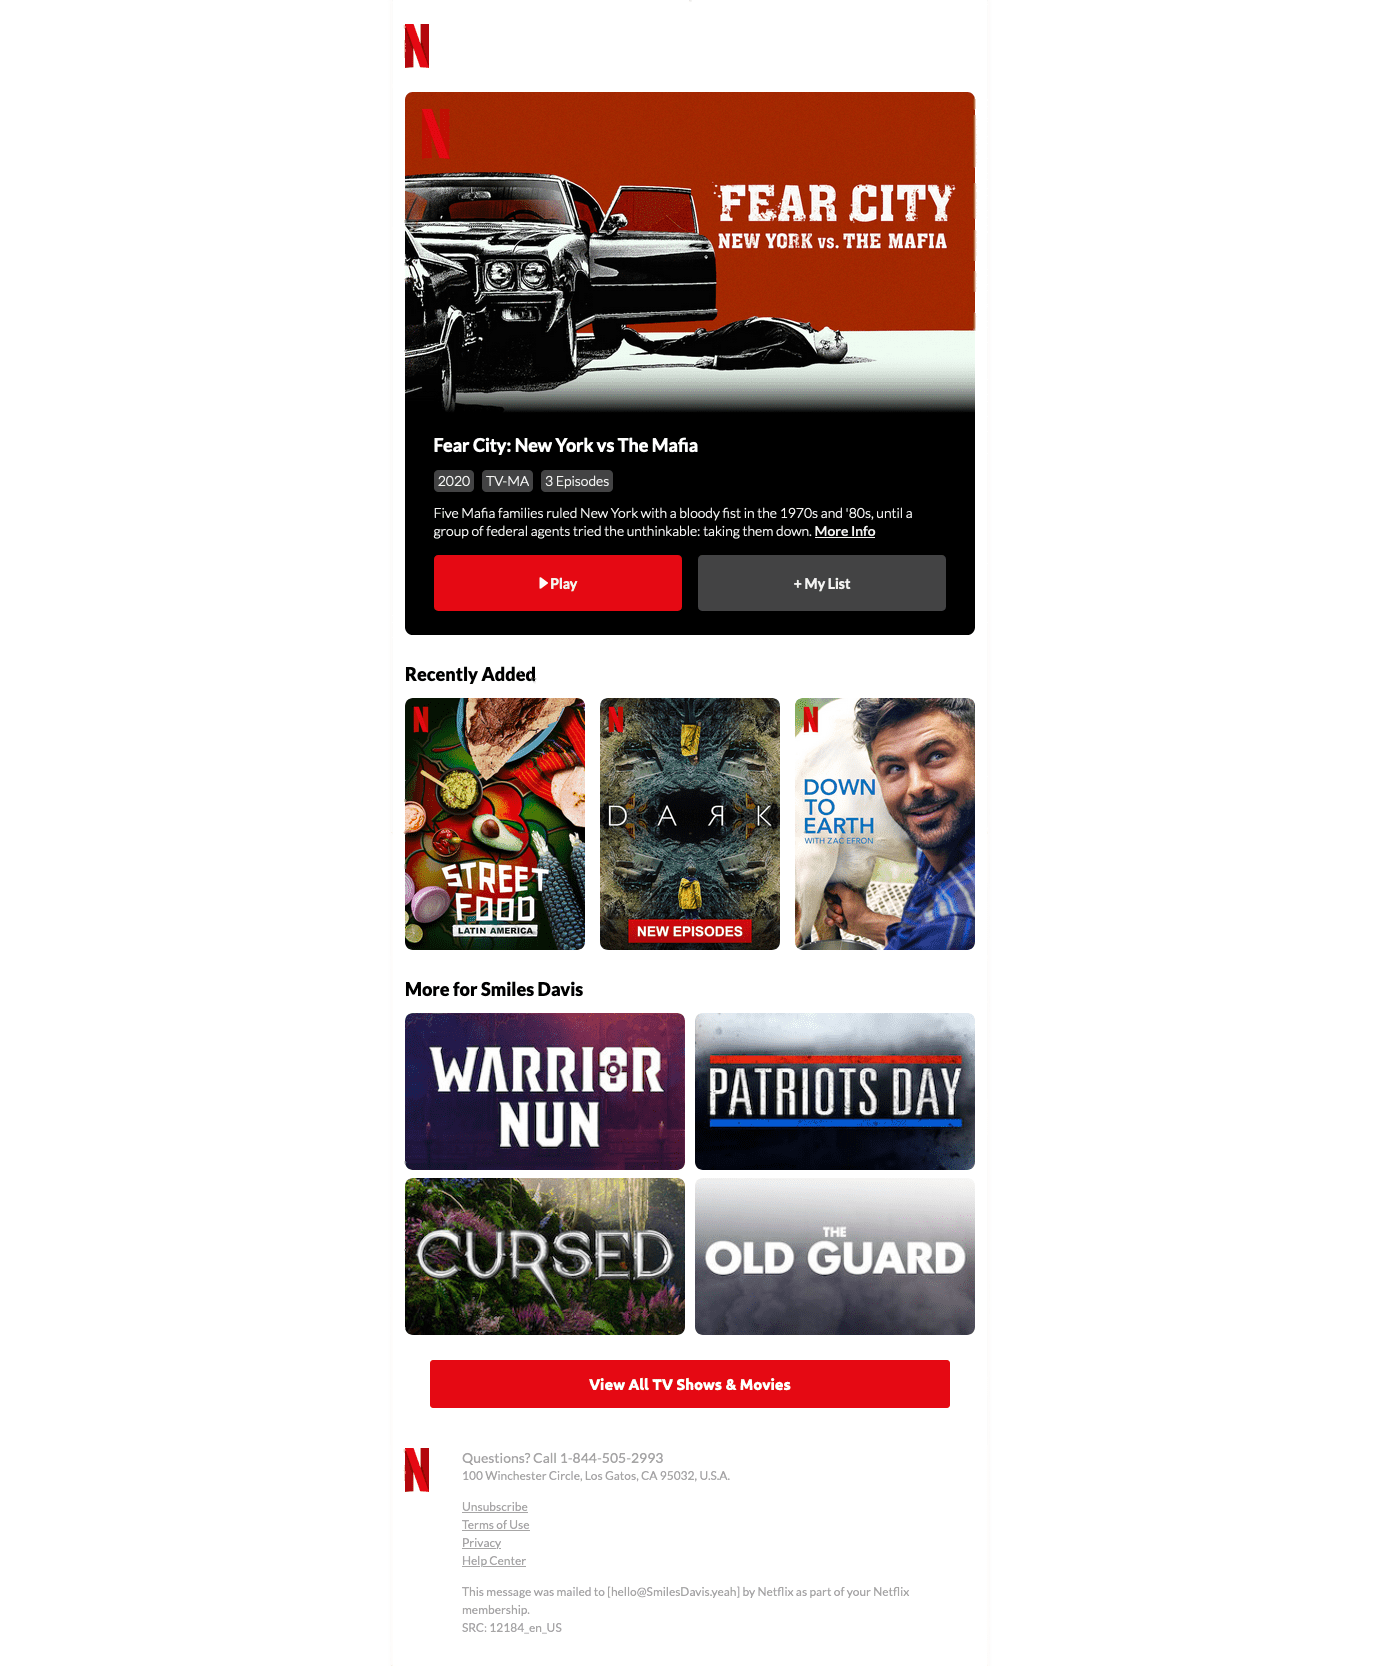 N
N
FEAR CITY
NEW YORK vs. THE MAFIA
Fear City: New York vs The Mafia
2020 TV-MA 3 Episodes
Five Mafia families ruled New York with a bloody fist in the 1970s and '80s, until a
group of federal agents tried the unthinkable: taking them down. More Info
Play
+ My List
Recently Added
N
STREET
FOOD
LATIN AMERICA
N
DARK
NEW EPISODES
N
DOWN
TO
EARTH
WITH ZAC EFRON
More for Smiles Davis
WARRIOR
NUN
PATRIOTS DAY
CURSED
THE
OLD GUARD
View All TV Shows & Movies
N
Questions? Call 1-844-505-2993
100 Winchester Circle, Los Gatos, CA 95032, U.S.A.
Unsubscribe
Terms of Use
Privacy
Help Center
This message was mailed to [hello@SmilesDavis.yeah] by Netflix as part of your Netflix
membership.
SRC: 12184_en_US